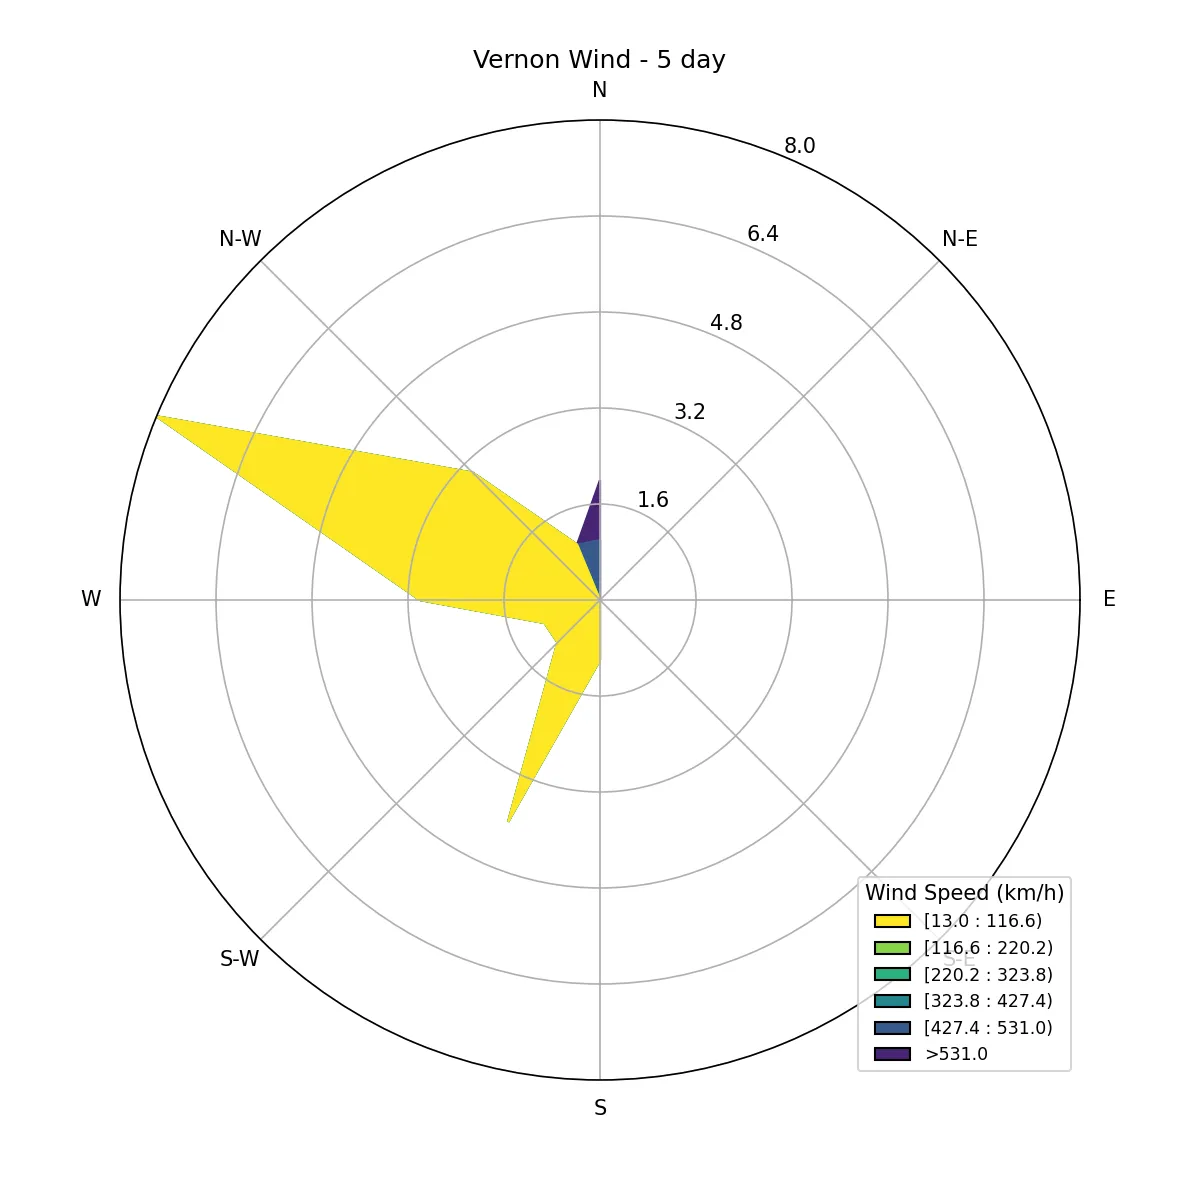 Vernon Wind - 5 day
N
8.0
N-W
6.4
N-E
4.8
3.2
1.6
W
E
Wind Speed (km/h)
[13.0 : 116.6)
[116.6 : 220.2)
S-W
S-E
[220.2 : 323.8)
[323.8 : 427.4)
[427.4 : 531.0)
>531.0
S